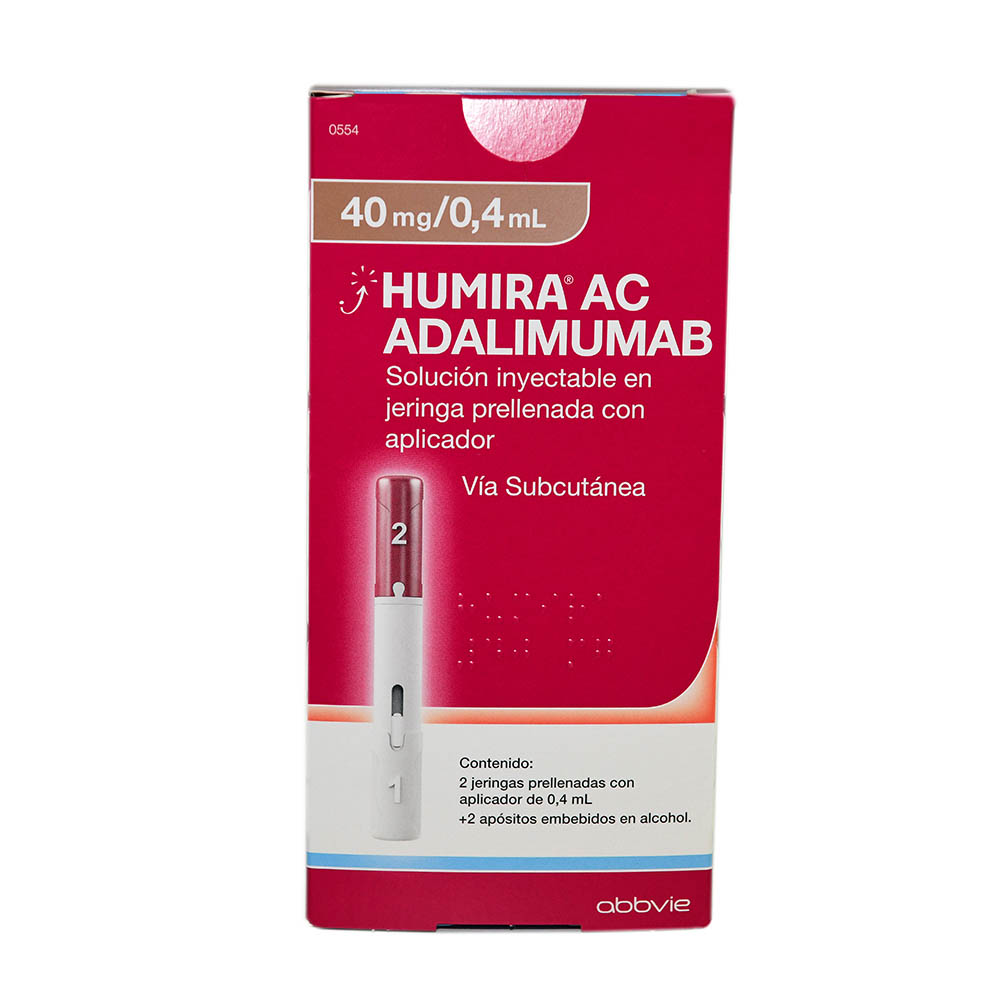 0554
40 mg/0,4 mL
HUMIRA® AC
ADALIMUMAB
Solución inyectable en
jeringa prellenada con
aplicador
Vía Subcutánea
2
1
Contenido:
2 jeringas prellenadas con
aplicador de 0,4 mL
+2 apósitos embebidos en alcohol.
abbvie